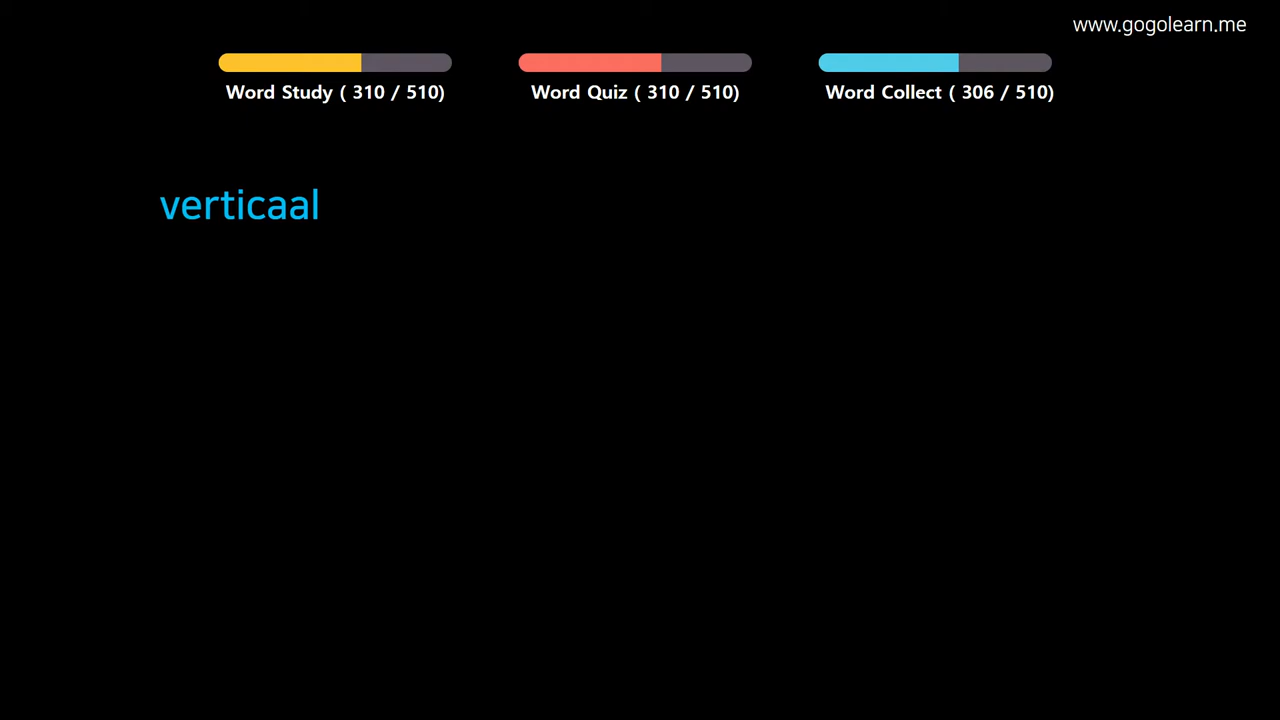 www.gogolearn.me
Word Study ( 310 / 510)
Word Quiz ( 310 / 510)
Word Collect ( 306 / 510)
verticaal